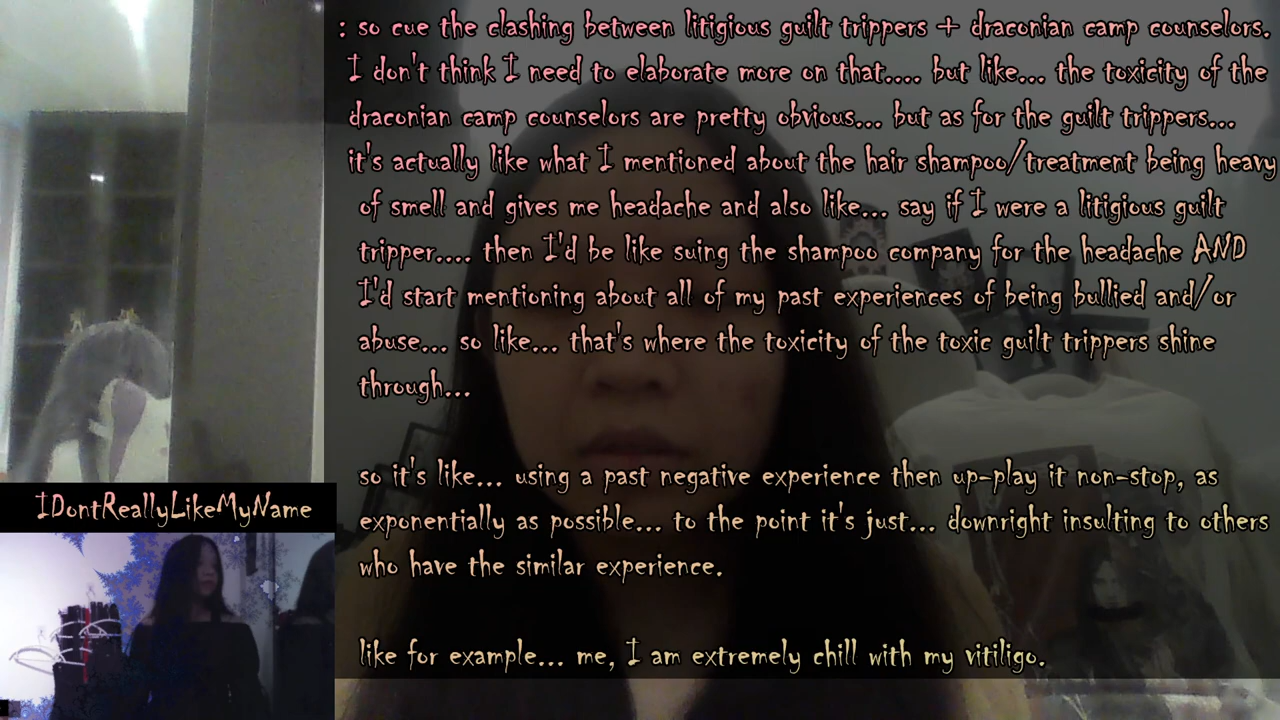 : so cue the clashing between litigious guilt trippers + draconian camp counselors.
I don't think I need to elaborate more on that.... but like... the toxicity of the
draconian camp counselors are pretty obvious... but as for the guilt trippers...
it's actually like what I mentioned about the hair shampoo/treatment being heavy
of smell and gives me headache and also like... say if I were a litigious guilt
tripper.... then I'd be like suing the shampoo company for the headache AND
I'd start mentioning about all of my past experiences of being bullied and/or
abuse... so like... that's where the toxicity of the toxic guilt trippers shine
through...
so it's like... using a past negative experience then up-play it non-stop, as
exponentially as possible... to the point it's just... downright insulting to others
who have the similar experience.
IDontReallyLikeMyName
like for example... me, I am extremely chill with my vitiligo.